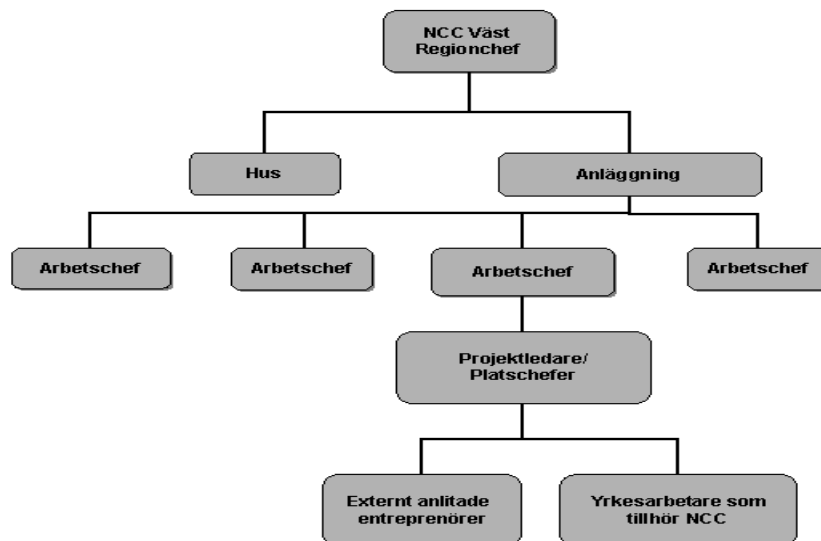 NCC Väst
Regionchef
Hus
Anläggning
Arbetschef
Arbetschef
Arbetschef
Arbetschef
Projektledare/
Platschefer
Externt anlitade
entreprenörer
Yrkesarbetare som
tillhör NCC